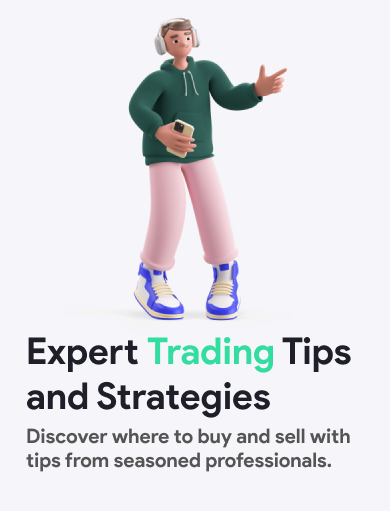 Expert Trading Tips
and Strategies
Discover where to buy and sell with
tips from seasoned professionals.